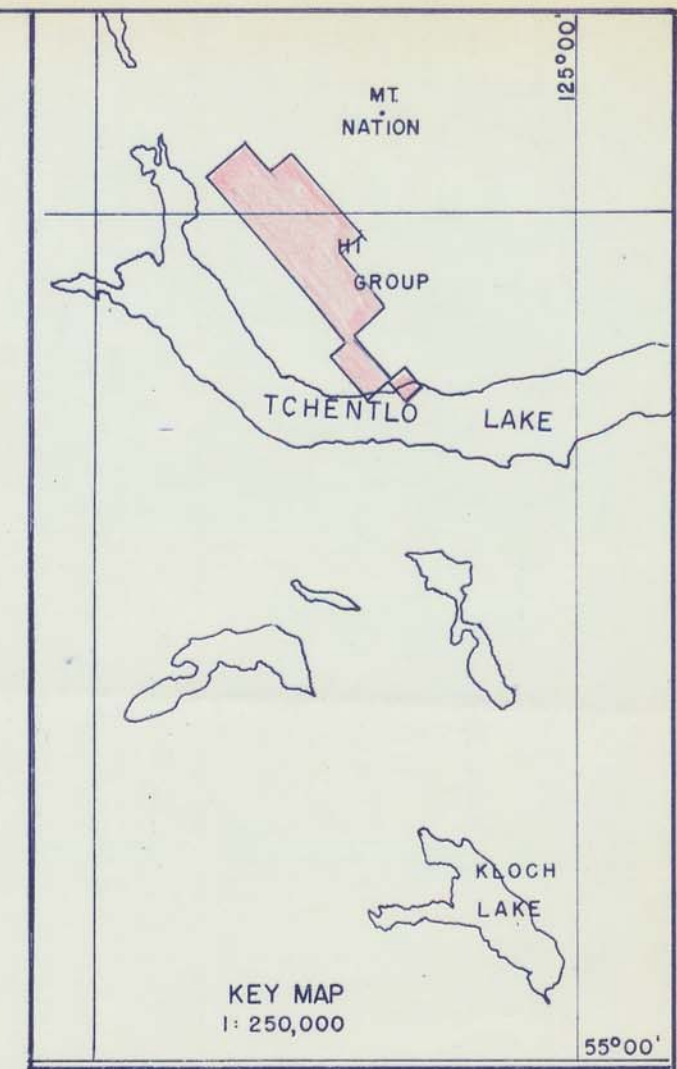 125°00'
MT.
NATION
HI
GROUP
TCHENTLO LAKE
KLOCH
LAKE
KEY MAP
1: 250,000
55°00'